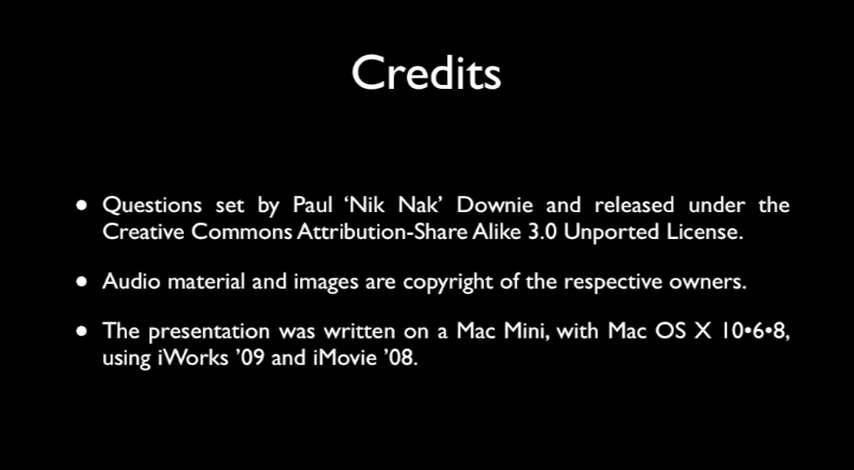 Credits
• Questions set by Paul ‘Nik Nak’ Downie and released under the
Creative Commons Attribution-Share Alike 3.0 Unported License.
• Audio material and images are copyright of the respective owners.
• The presentation was written on a Mac Mini, with Mac OS X 10•6•8,
using iWorks ’09 and iMovie ’08.